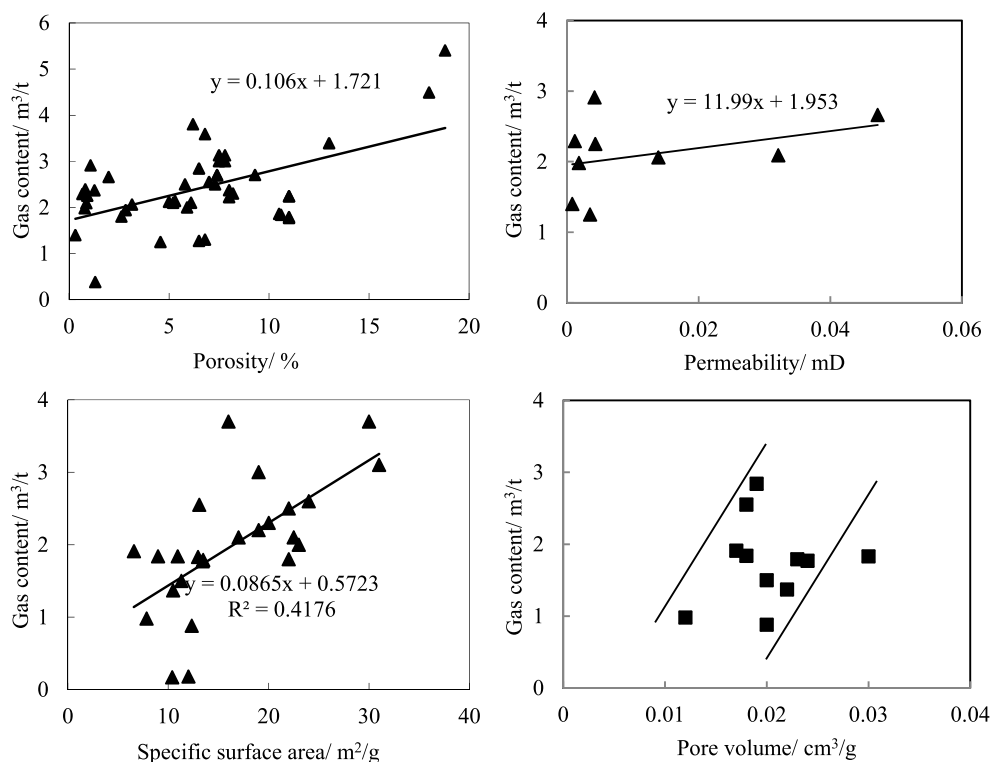 Gas content/ m³/t
6
5
4
3
2
1
0
y = 0.106x + 1.721
0 5 10 15 20
Porosity/ %
Gas content/ m³/t
4
3
2
1
0
y = 11.99x + 1.953
0 0.02 0.04 0.06
Permeability/ mD
Gas content/ m³/t
4
3
2
1
0
y = 0.0865x + 0.5723
R² = 0.4176
0 10 20 30 40
Specific surface area/ m²/g
Gas content/ m³/t
4
3
2
1
0
0 0.01 0.02 0.03 0.04
Pore volume/ cm³/g